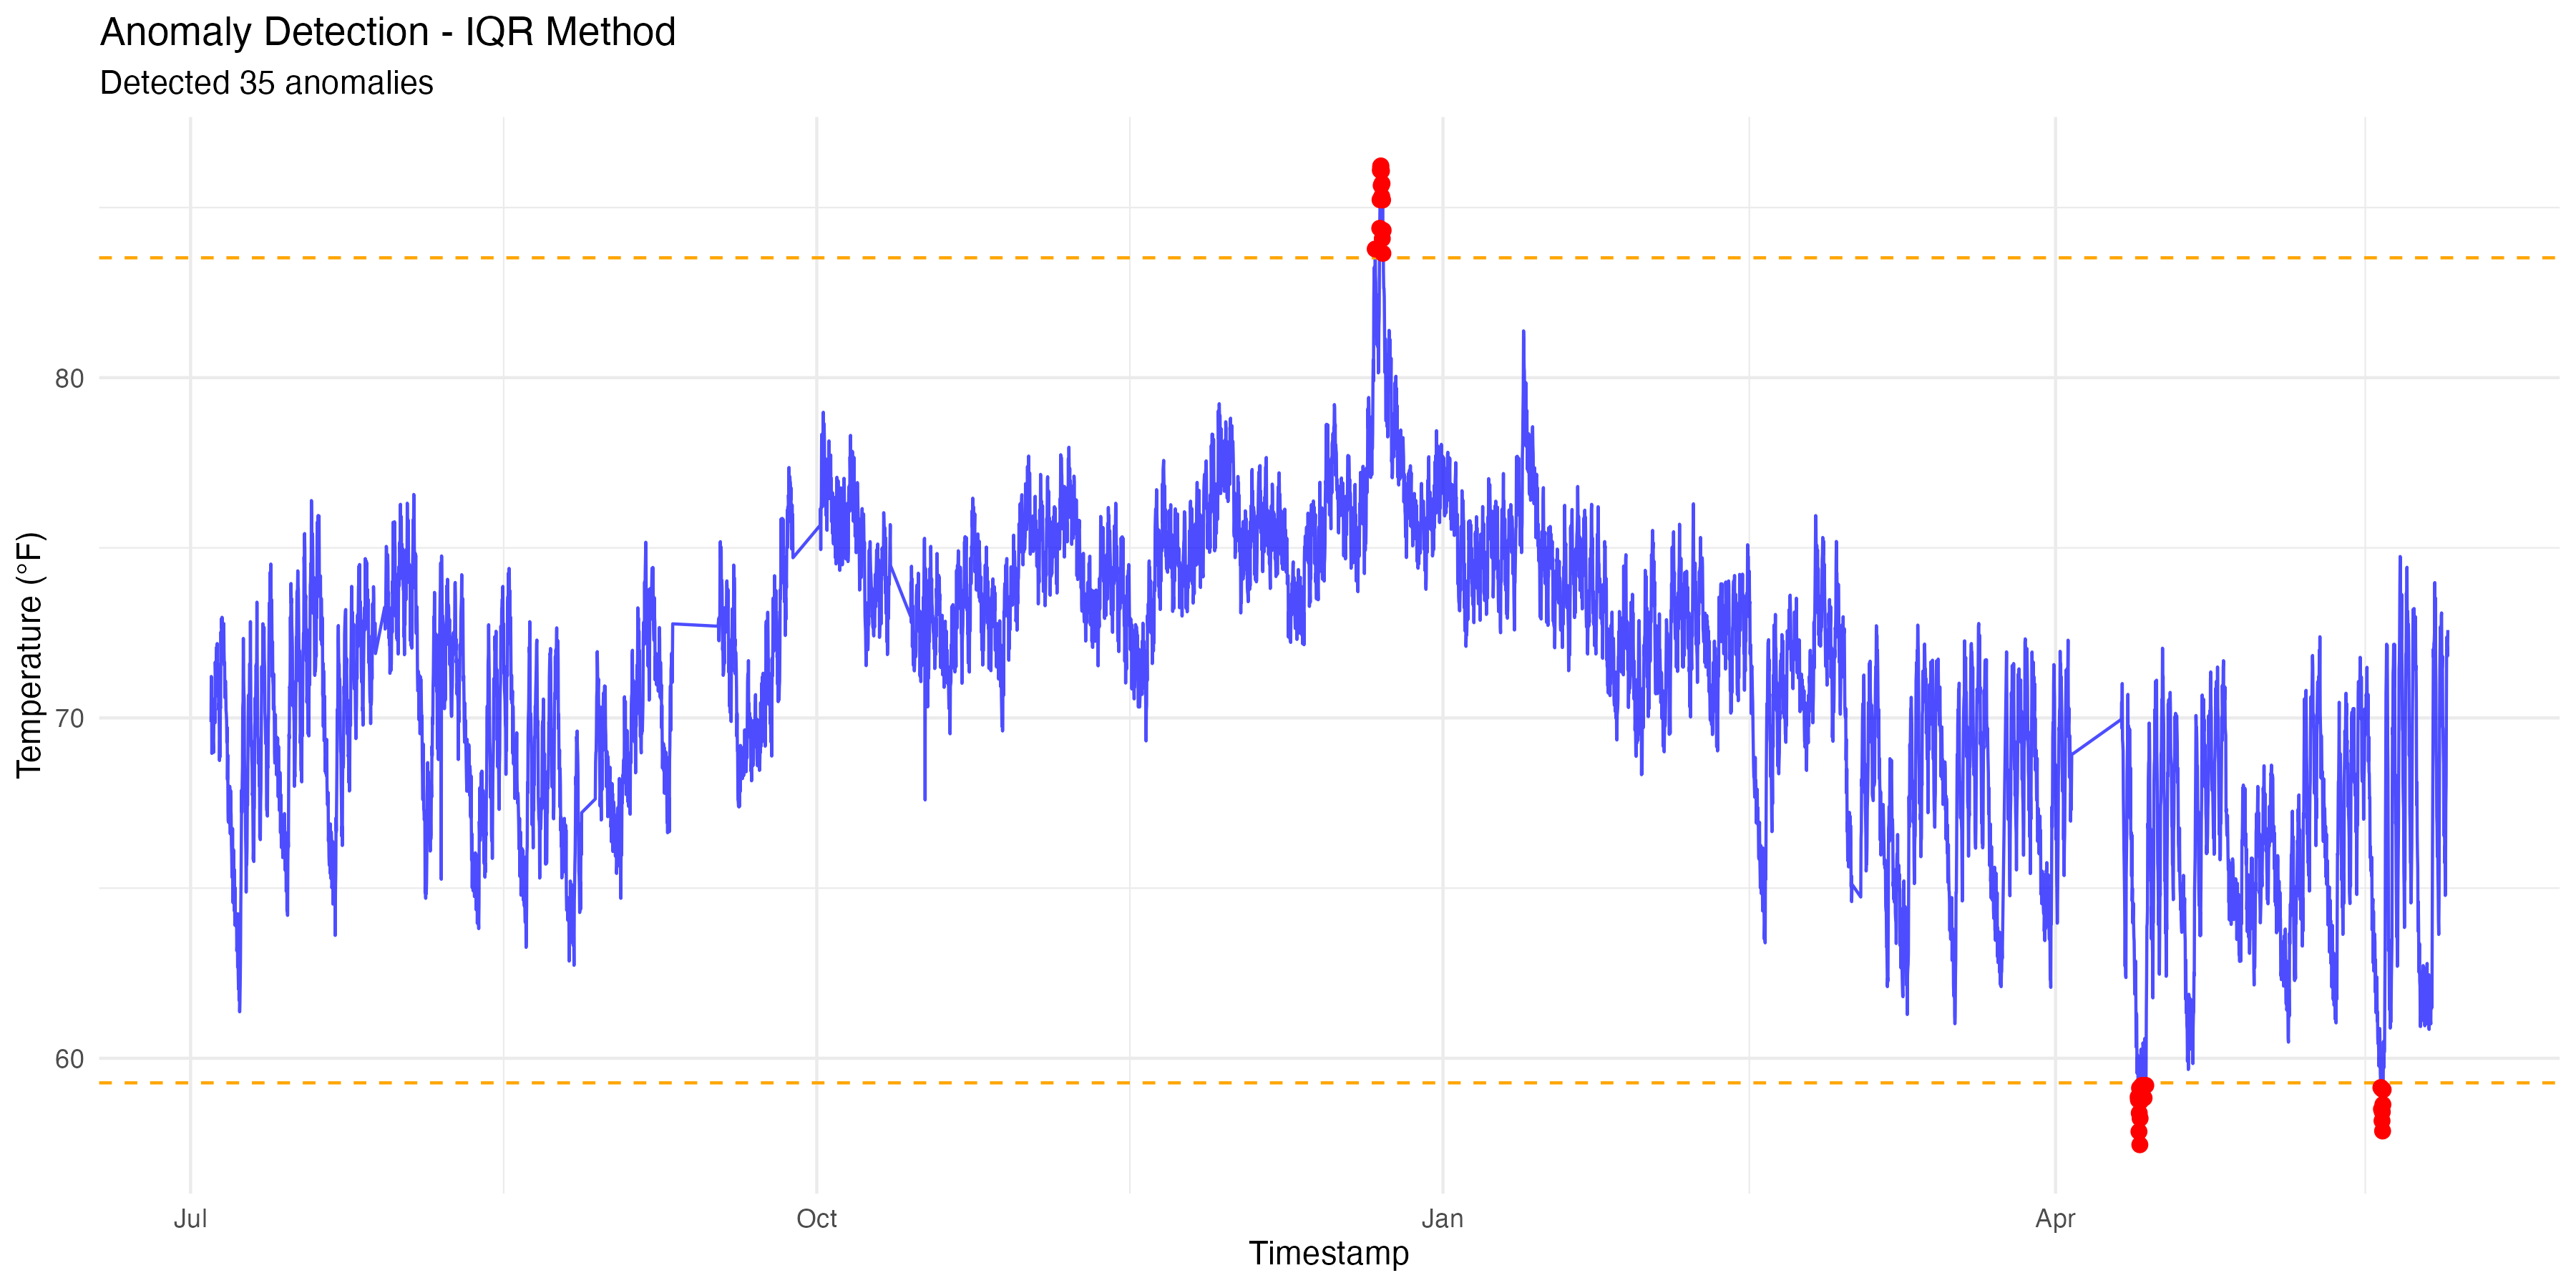 Anomaly Detection - IQR Method
Detected 35 anomalies
Temperature (°F)
80
70
60
Jul Oct Jan Apr
Timestamp